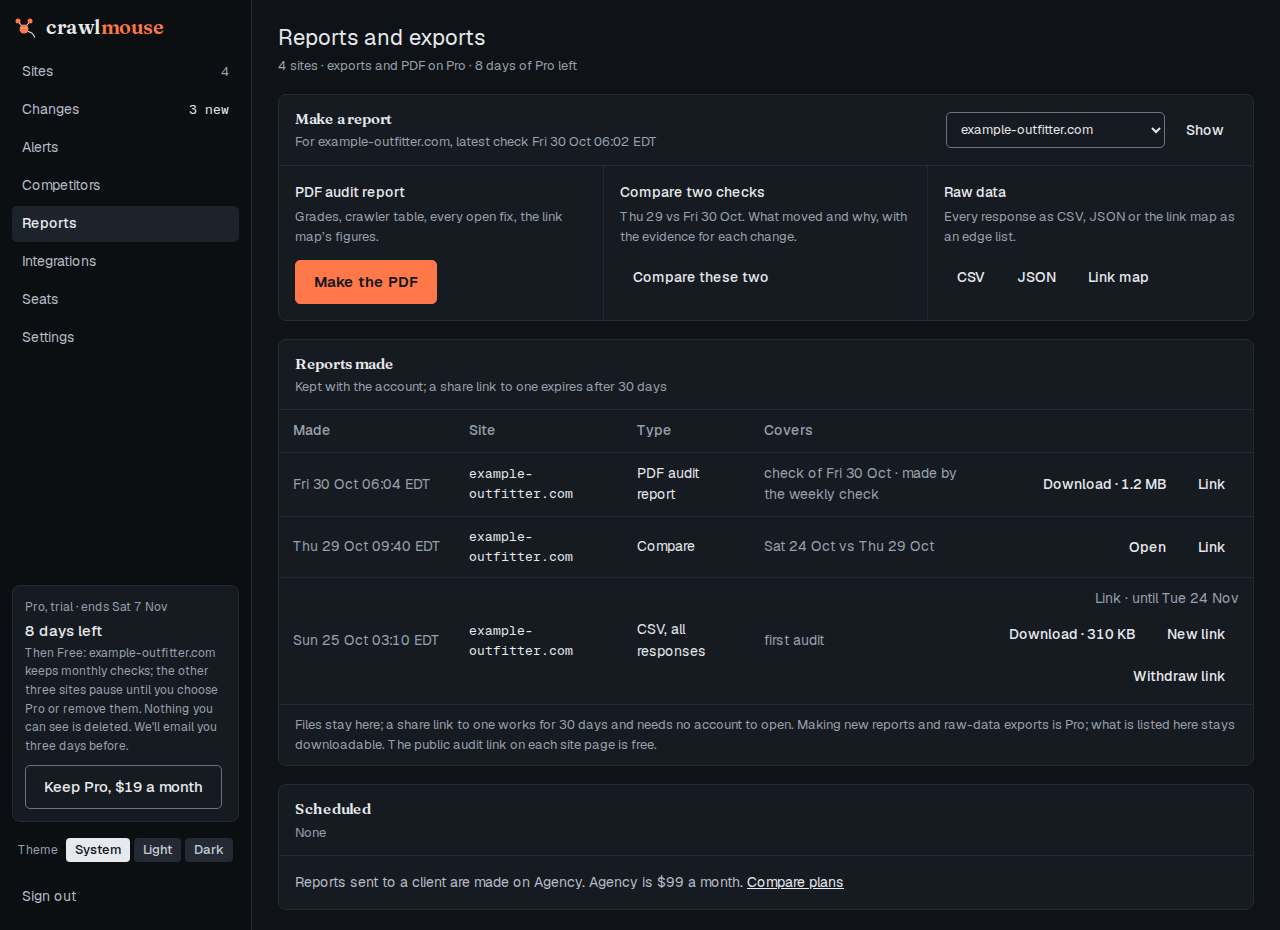 crawlmouse
Sites 4
Changes 3 new
Alerts
Competitors
Reports
Integrations
Seats
Settings
Pro, trial · ends Sat 7 Nov
8 days left
Then Free: example-outfitter.com
keeps monthly checks; the other
three sites pause until you choose
Pro or remove them. Nothing you
can see is deleted. We'll email you
three days before.
Keep Pro, $19 a month
Theme System Light Dark
Sign out
Reports and exports
4 sites · exports and PDF on Pro · 8 days of Pro left
Make a report
For example-outfitter.com, latest check Fri 30 Oct 06:02 EDT
example-outfitter.com Show
PDF audit report
Grades, crawler table, every open fix, the link
map's figures.
Make the PDF
Compare two checks
Thu 29 vs Fri 30 Oct. What moved and why, with
the evidence for each change.
Compare these two
Raw data
Every response as CSV, JSON or the link map as
an edge list.
CSV JSON Link map
Reports made
Kept with the account; a share link to one expires after 30 days
Made Site Type Covers
Fri 30 Oct 06:04 EDT
example-
outfitter.com
PDF audit
report
check of Fri 30 Oct · made by
the weekly check
Download · 1.2 MB Link
Thu 29 Oct 09:40 EDT
example-
outfitter.com
Compare
Sat 24 Oct vs Thu 29 Oct
Open Link
Sun 25 Oct 03:10 EDT
example-
outfitter.com
CSV, all
responses
first audit
Link · until Tue 24 Nov
Download · 310 KB New link
Withdraw link
Files stay here; a share link to one works for 30 days and needs no account to open. Making new reports and raw-data exports is Pro; what is listed here stays
downloadable. The public audit link on each site page is free.
Scheduled
None
Reports sent to a client are made on Agency. Agency is $99 a month. Compare plans